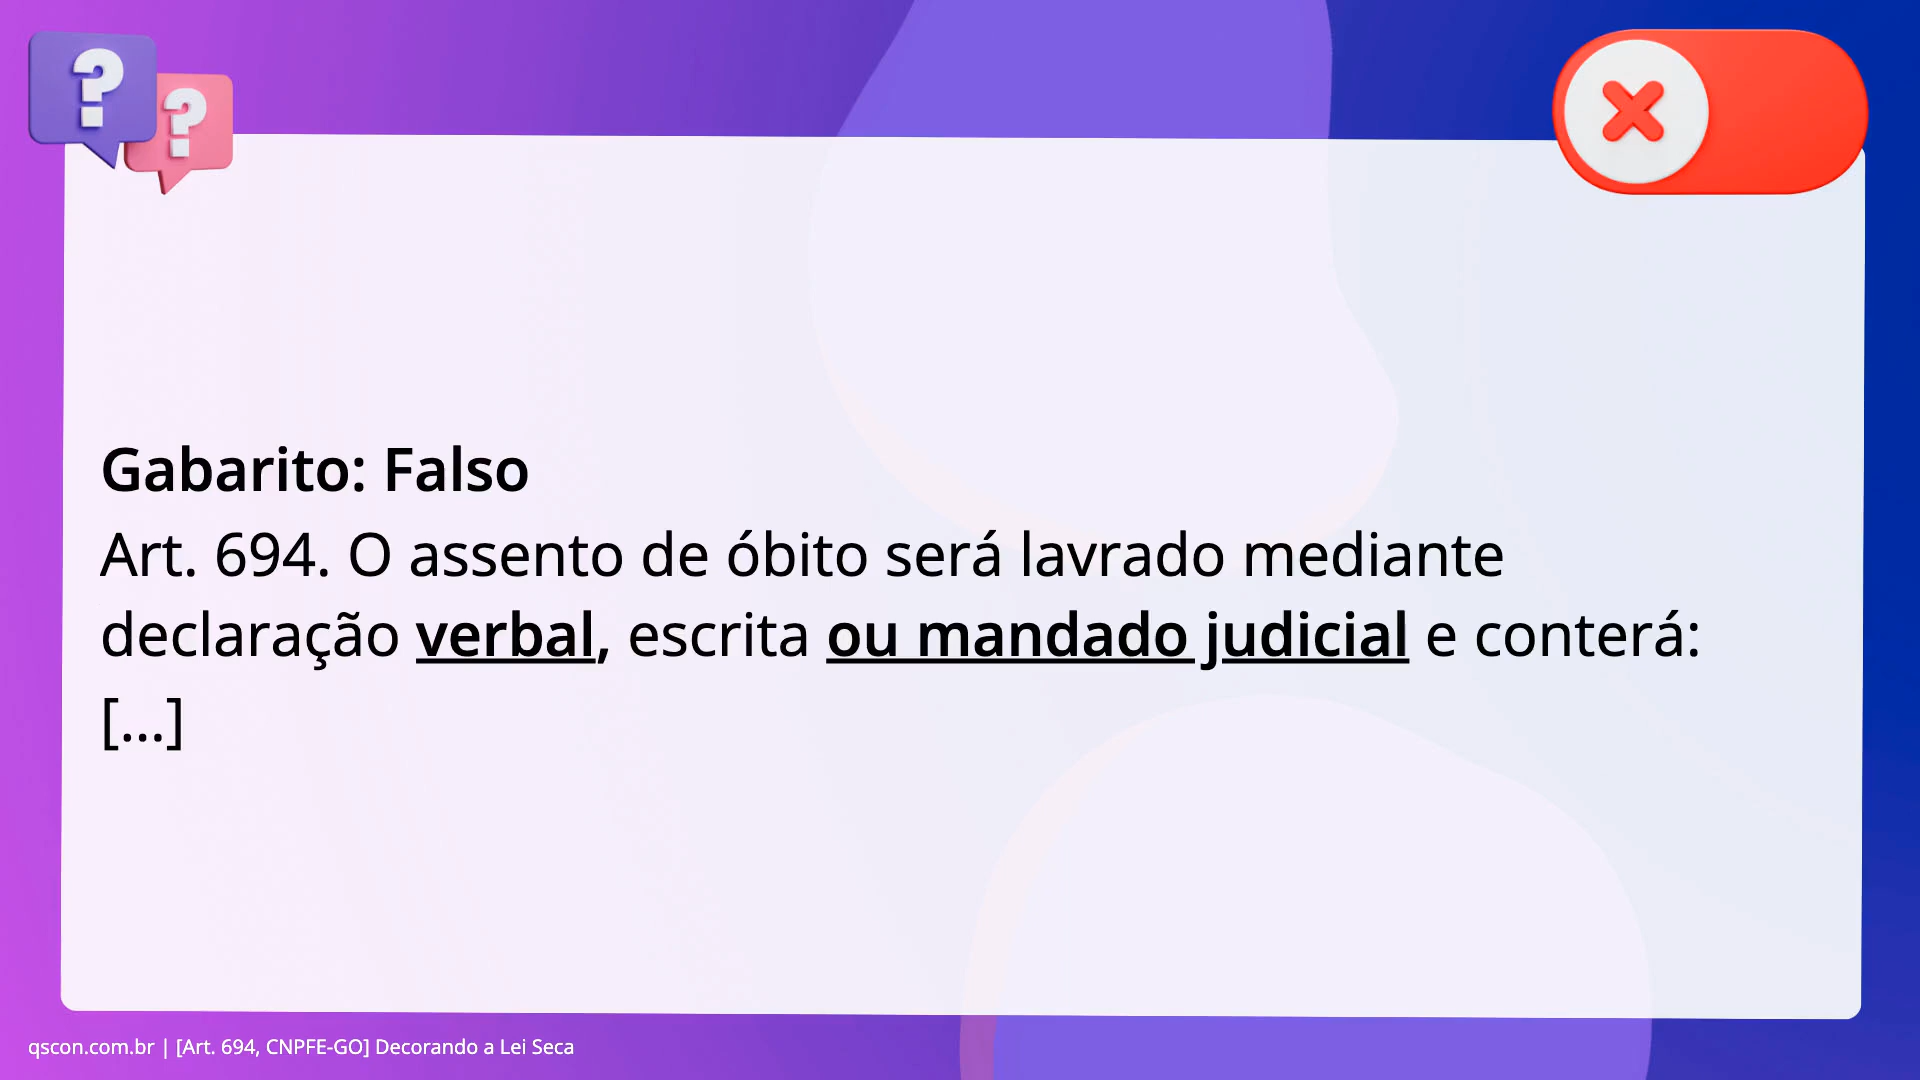 ?
?
Gabarito: Falso
Art. 694. O assento de óbito será lavrado mediante
declaração verbal, escrita ou mandado judicial e conterá:
[...]
qscon.com.br | [Art. 694, CNPFE-GO] Decorando a Lei Seca